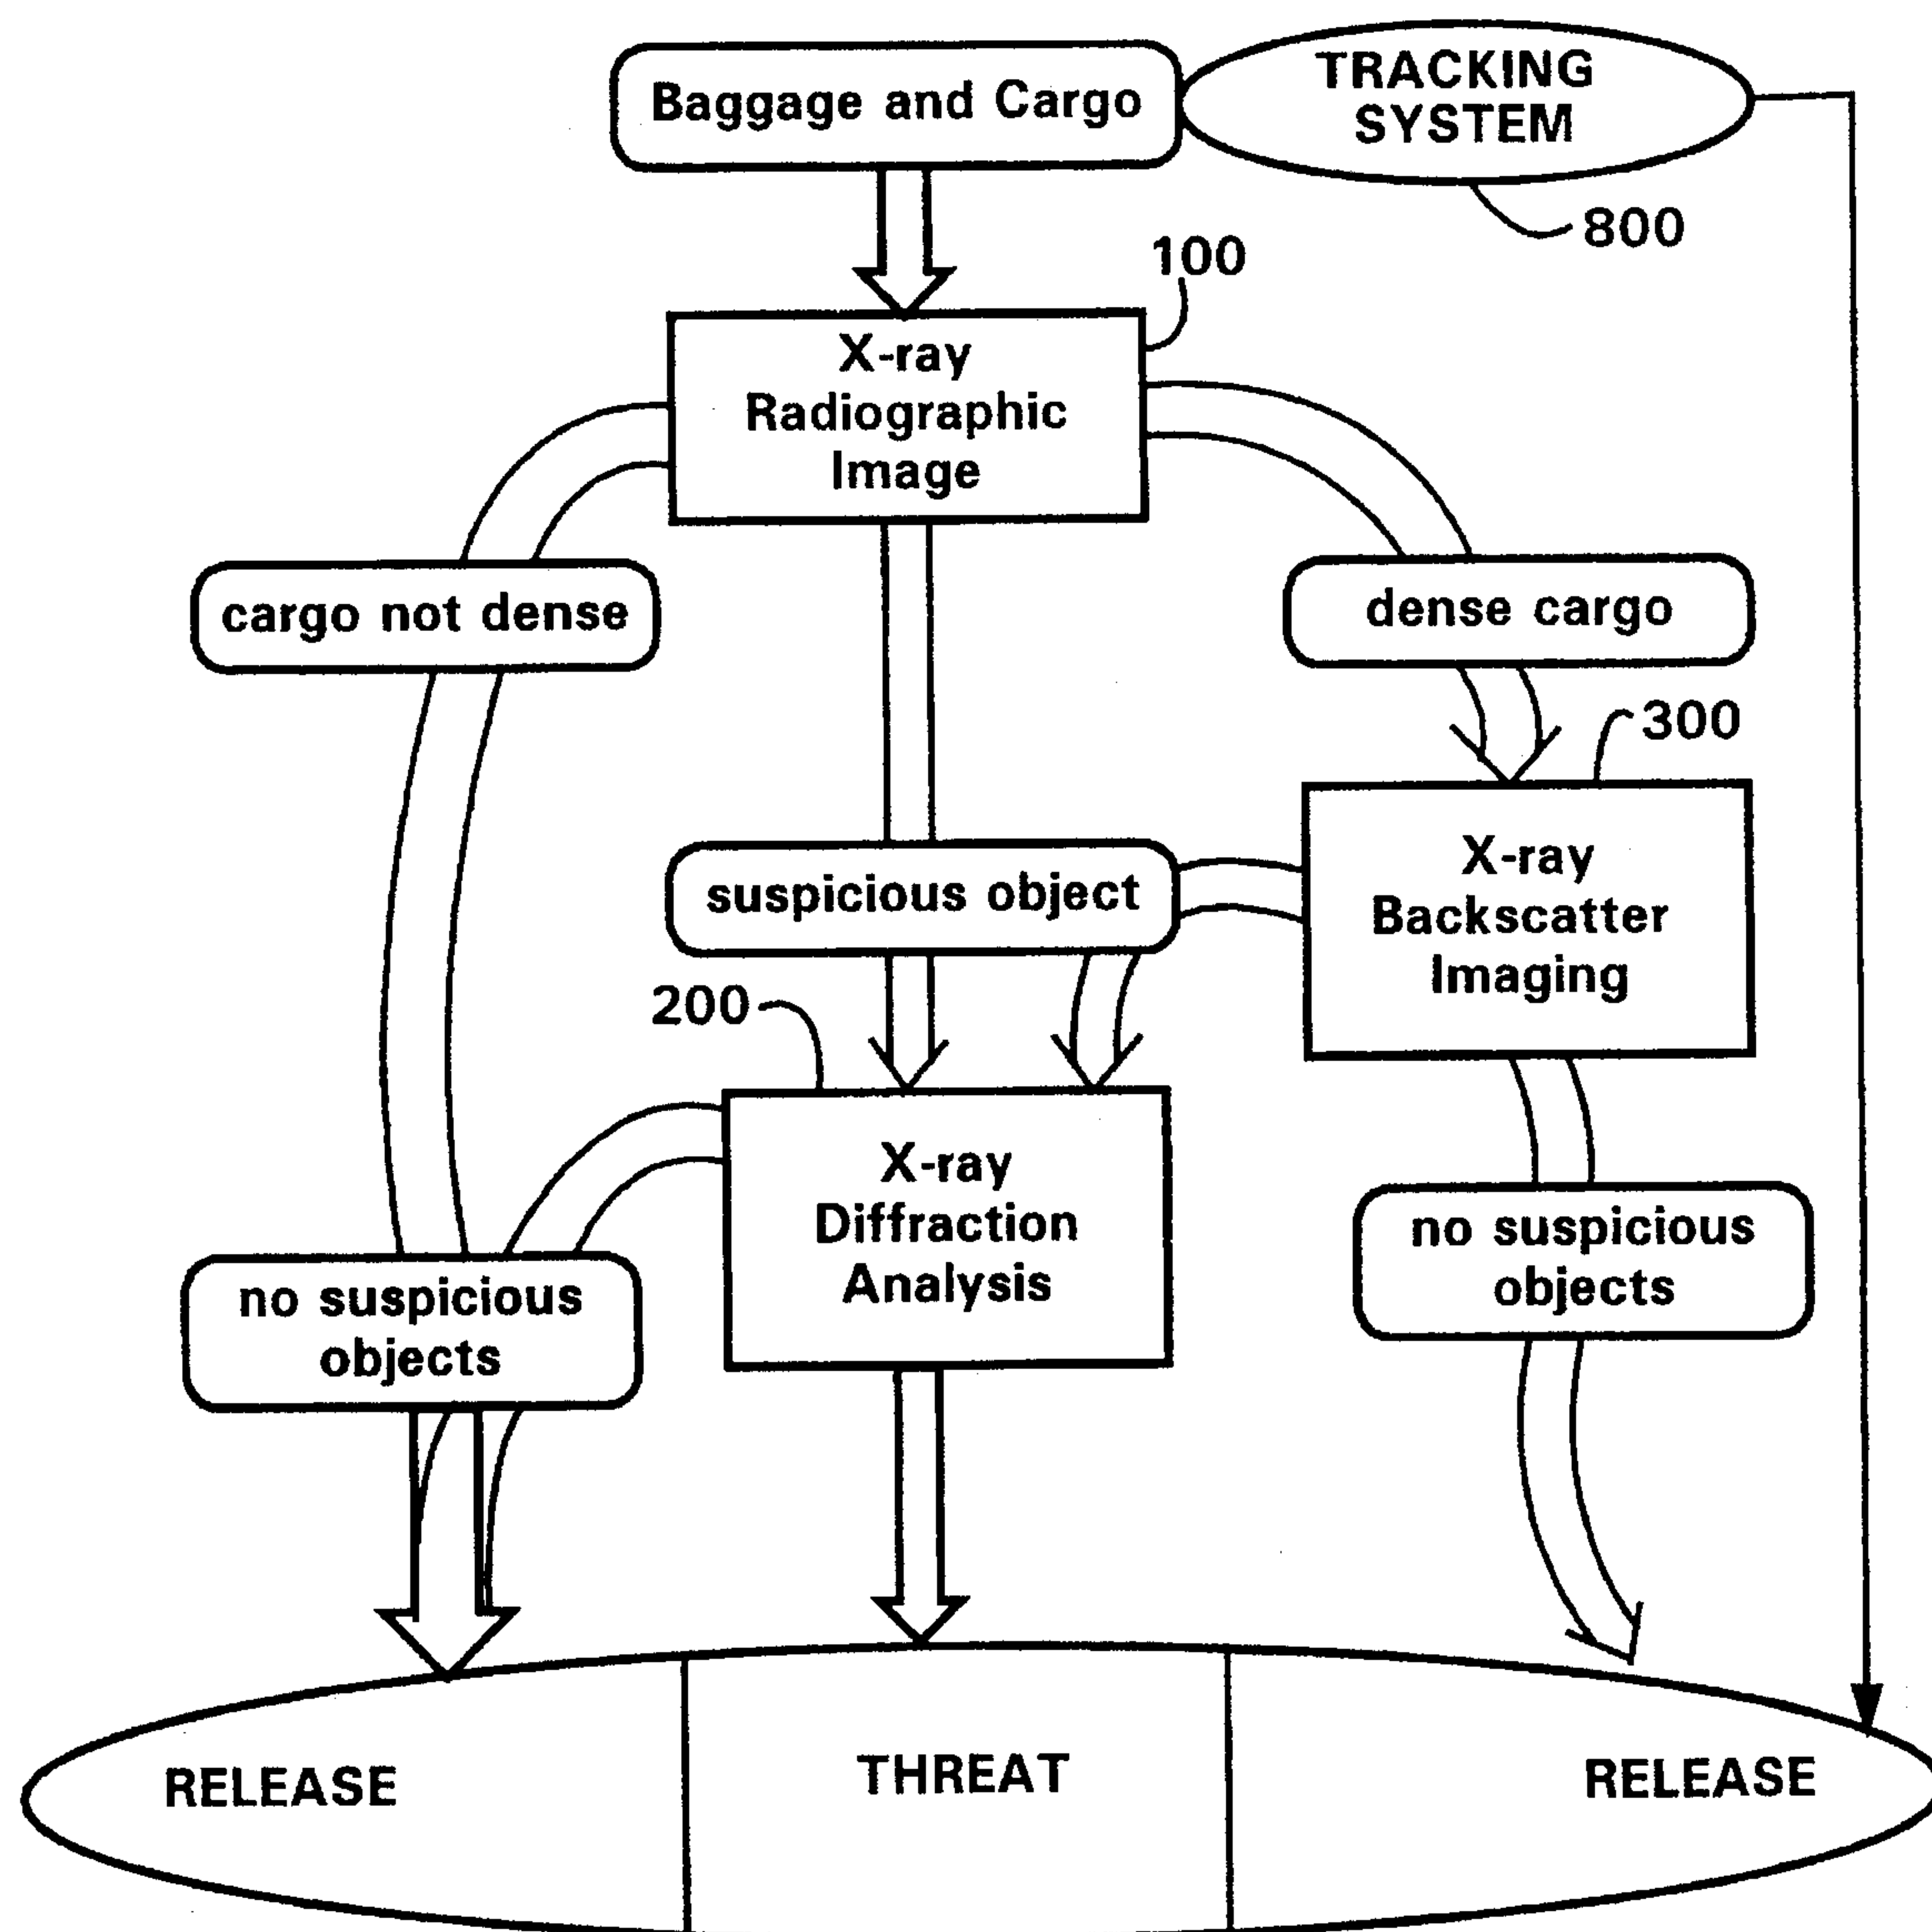 Baggage and Cargo
TRACKING
SYSTEM
800
100
X-ray
Radiographic
Image
cargo not dense
dense cargo
300
suspicious object
X-ray
Backscatter
Imaging
200
X-ray
Diffraction
Analysis
no suspicious
objects
no suspicious
objects
RELEASE
THREAT
RELEASE